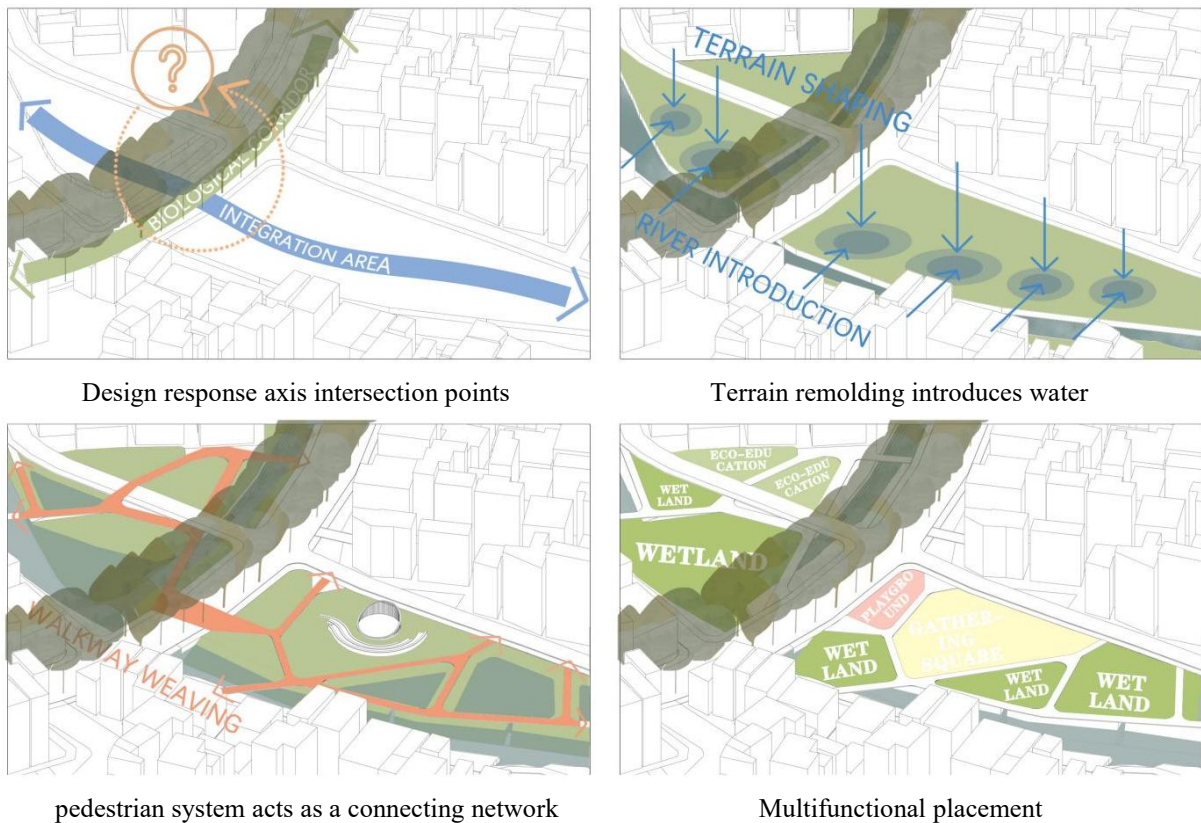 ?
BIOLOGICAL CORRIDOR
INTEGRATION AREA
Design response axis intersection points
TERRAIN SHAPING
RIVER INTRODUCTION
Terrain remolding introduces water
WALKWAY WEAVING
pedestrian system acts as a connecting network
ECO-EDU
CATION
ECO-EDU
CATION
WET
LAND
WETLAND
PLAYGRO
UND
GATHER-
ING
SQUARE
WET
LAND
WET
LAND
WET
LAND
Multifunctional placement